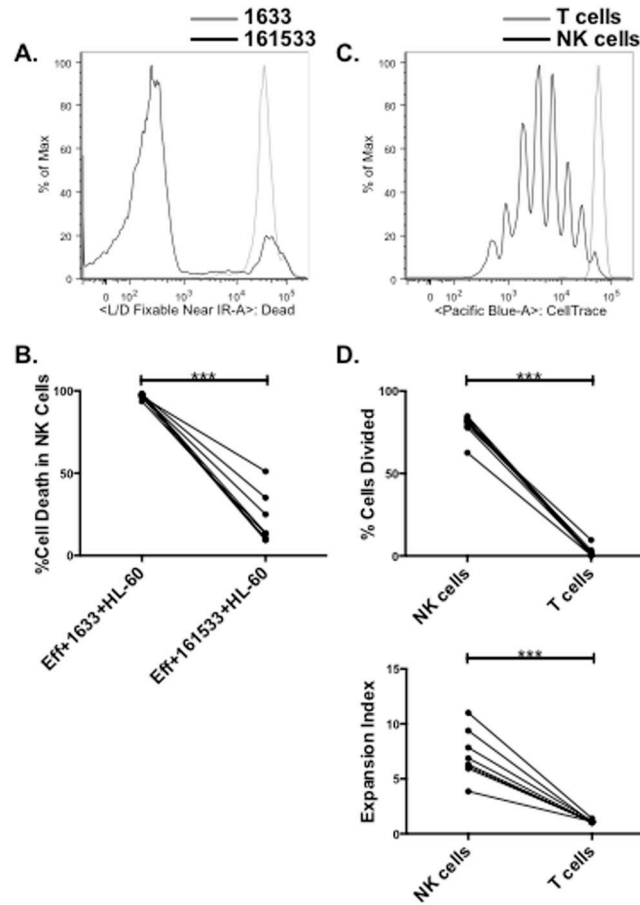 1633
161533
A.
% of Max
100
80
60
40
20
0
0 10² 10³ 10⁴ 10⁵
<L/D Fixable Near IR-A>: Dead
T cells
NK cells
C.
% of Max
100
80
60
40
20
0
0 10² 10³ 10⁴ 10⁵
<Pacific Blue-A>: CellTrace
B.
%Cell Death in NK Cells
100
50
0
***
Eff+1633+HL-60
Eff+161533+HL-60
D.
% Cells Divided
100
50
0
***
NK cells
T cells
Expansion Index
15
10
5
0
***
NK cells
T cells